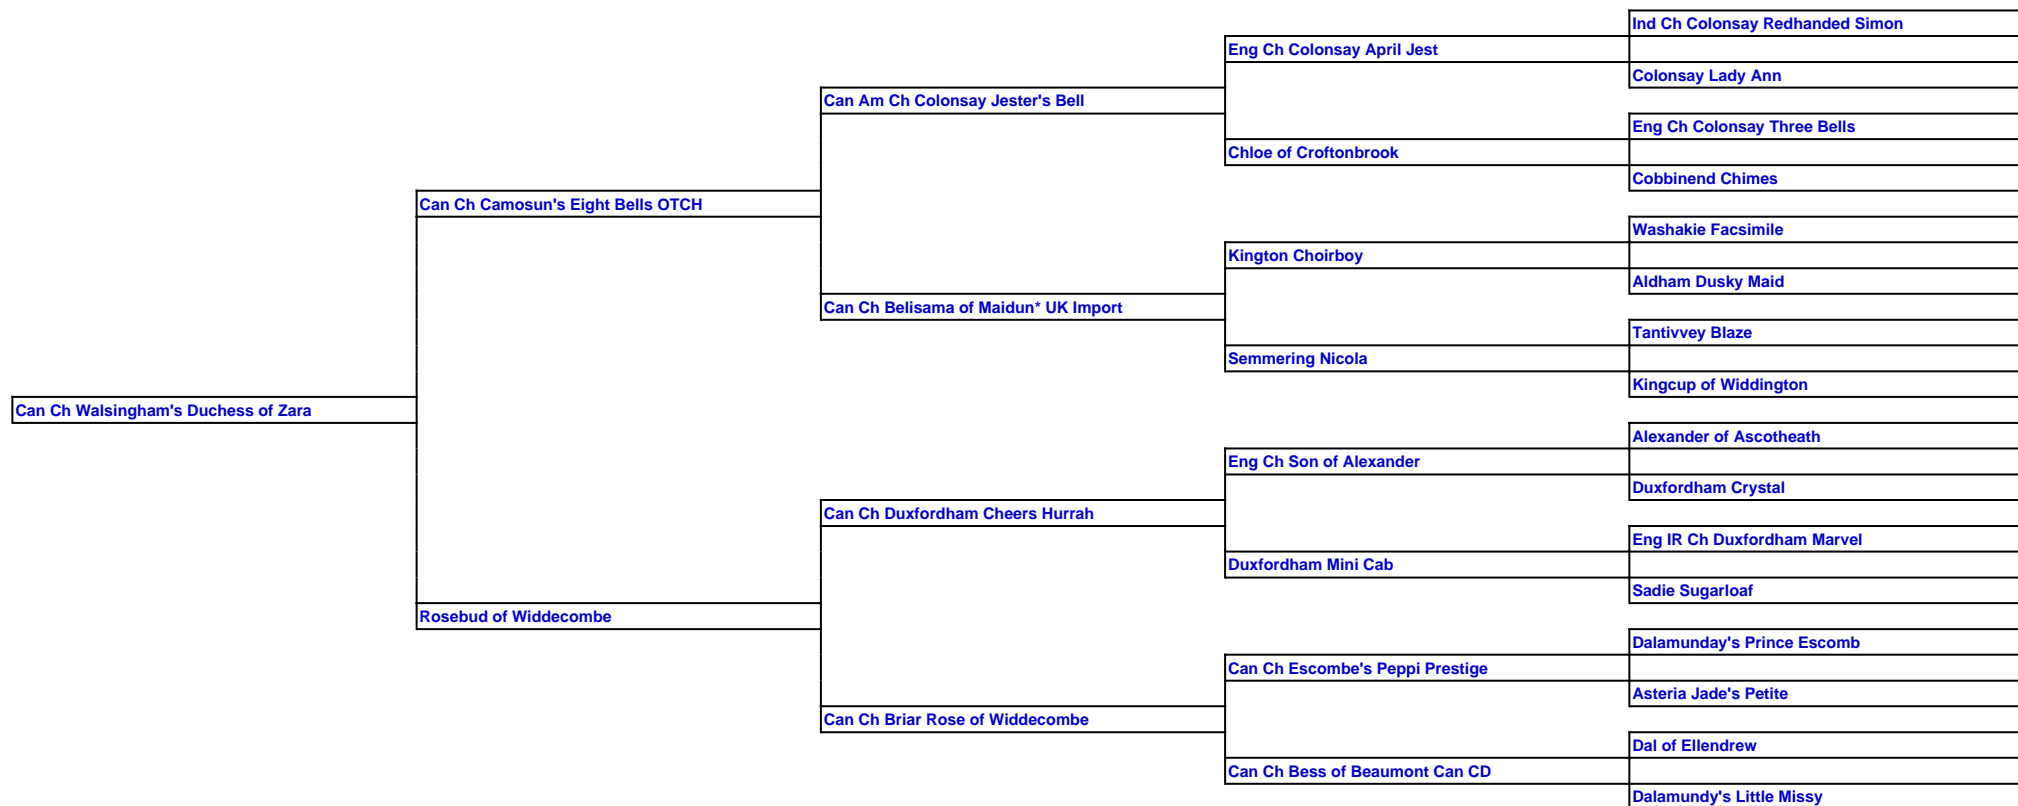 Ind Ch Colonsay Redhanded Simon
Eng Ch Colonsay April Jest
Colonsay Lady Ann
Can Am Ch Colonsay Jester's Bell
Eng Ch Colonsay Three Bells
Chloe of Croftonbrook
Cobbinend Chimes
Can Ch Camosun's Eight Bells OTCH
Washakie Facsimile
Kington Choirboy
Aldham Dusky Maid
Can Ch Belisama of Maidun* UK Import
Tantivvey Blaze
Semmering Nicola
Kingcup of Widdington
Can Ch Walsingham's Duchess of Zara
Alexander of Ascotheath
Eng Ch Son of Alexander
Duxfordham Crystal
Can Ch Duxfordham Cheers Hurrah
Eng IR Ch Duxfordham Marvel
Duxfordham Mini Cab
Sadie Sugarloaf
Rosebud of Widdecombe
Dalamunday's Prince Escomb
Can Ch Escombe's Peppi Prestige
Asteria Jade's Petite
Can Ch Briar Rose of Widdecombe
Dal of Ellendrew
Can Ch Bess of Beaumont Can CD
Dalamundy's Little Missy